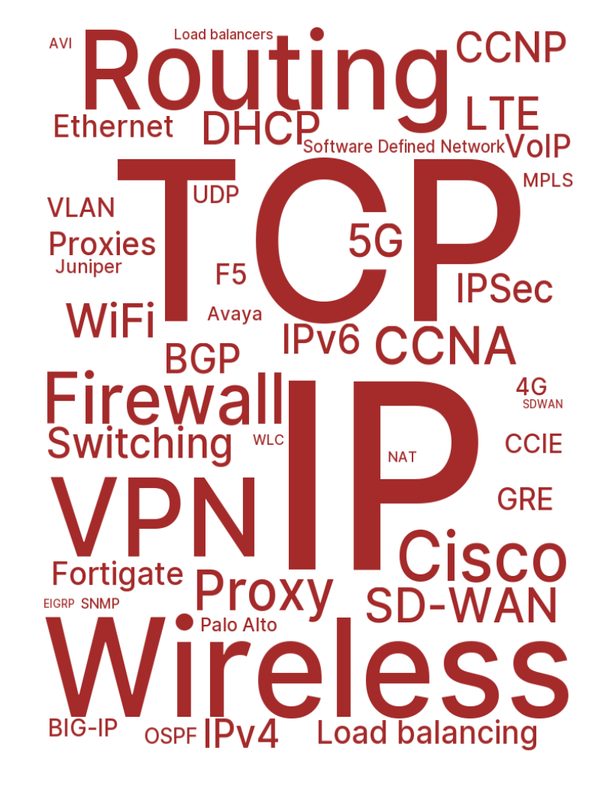 AVI
Load balancers
Routing
CCNP
Ethernet
DHCP
LTE
Software Defined Network
VoIP
TCP
UDP
MPLS
VLAN
5G
Proxies
Juniper
F5
IPSec
WiFi
Avaya
IPv6
CCNA
BGP
Firewall
IP
4G
SDWAN
Switching
WLC
NAT
CCIE
VPN
GRE
Cisco
Fortigate
Proxy
SD-WAN
EIGRP
SNMP
Palo Alto
Wireless
BIG-IP
OSPF
IPv4
Load balancing